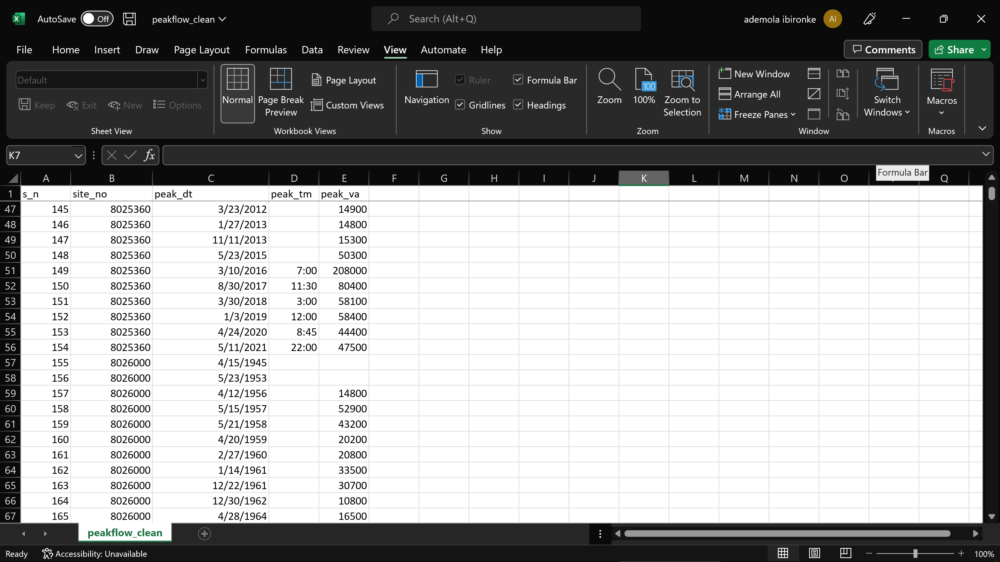 AutoSave Off peakflow_clean Search (Alt+Q) ademola ibironke AI
File Home Insert Draw Page Layout Formulas Data Review View Automate Help Comments Share
Default
Keep Exit New Options
Sheet View
Normal Page Break Preview Page Layout Custom Views
Workbook Views
Navigation Ruler Formula Bar Gridlines Headings
Show
Zoom 100 100% Zoom to Selection
Zoom
New Window
Arrange All
Freeze Panes
Switch Windows
Window
Macros
Macros
K7 fx
Formula Bar
A B C D E F G H I J K L M N O Q
1 s_n site_no peak_dt peak_tm peak_va
47 145 8025360 3/23/2012 14900
48 146 8025360 1/27/2013 14800
49 147 8025360 11/11/2013 15300
50 148 8025360 5/23/2015 50300
51 149 8025360 3/10/2016 7:00 208000
52 150 8025360 8/30/2017 11:30 80400
53 151 8025360 3/30/2018 3:00 58100
54 152 8025360 1/3/2019 12:00 58400
55 153 8025360 4/24/2020 8:45 44400
56 154 8025360 5/11/2021 22:00 47500
57 155 8026000 4/15/1945
58 156 8026000 5/23/1953
59 157 8026000 4/12/1956 14800
60 158 8026000 5/15/1957 52900
61 159 8026000 5/21/1958 43200
62 160 8026000 4/20/1959 20200
63 161 8026000 2/27/1960 20800
64 162 8026000 1/14/1961 33500
65 163 8026000 12/22/1961 30700
66 164 8026000 12/30/1962 10800
67 165 8026000 4/28/1964 16500
peakflow_clean
Ready Accessibility: Unavailable 100%